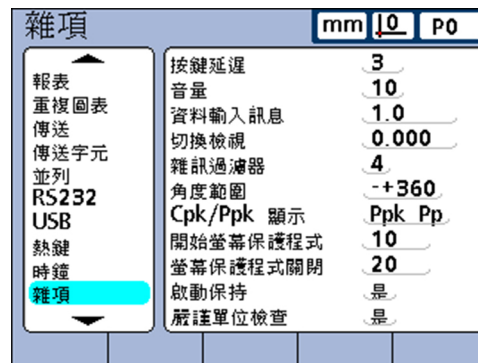 雜項
mm 0 P0
報表
重複圖表
傳送
傳送字元
並列
RS232
USB
熱鍵
時鐘
雜項
按鍵延遲 3
音量 10
資料輸入訊息 1.0
切換檢視 0.000
雜訊過濾器 4
角度範圍 -+360
Cpk/Ppk 顯示 Ppk Pp
開始螢幕保護程式 10
螢幕保護程式關閉 20
啟動保持 是
嚴謹單位檢查 是